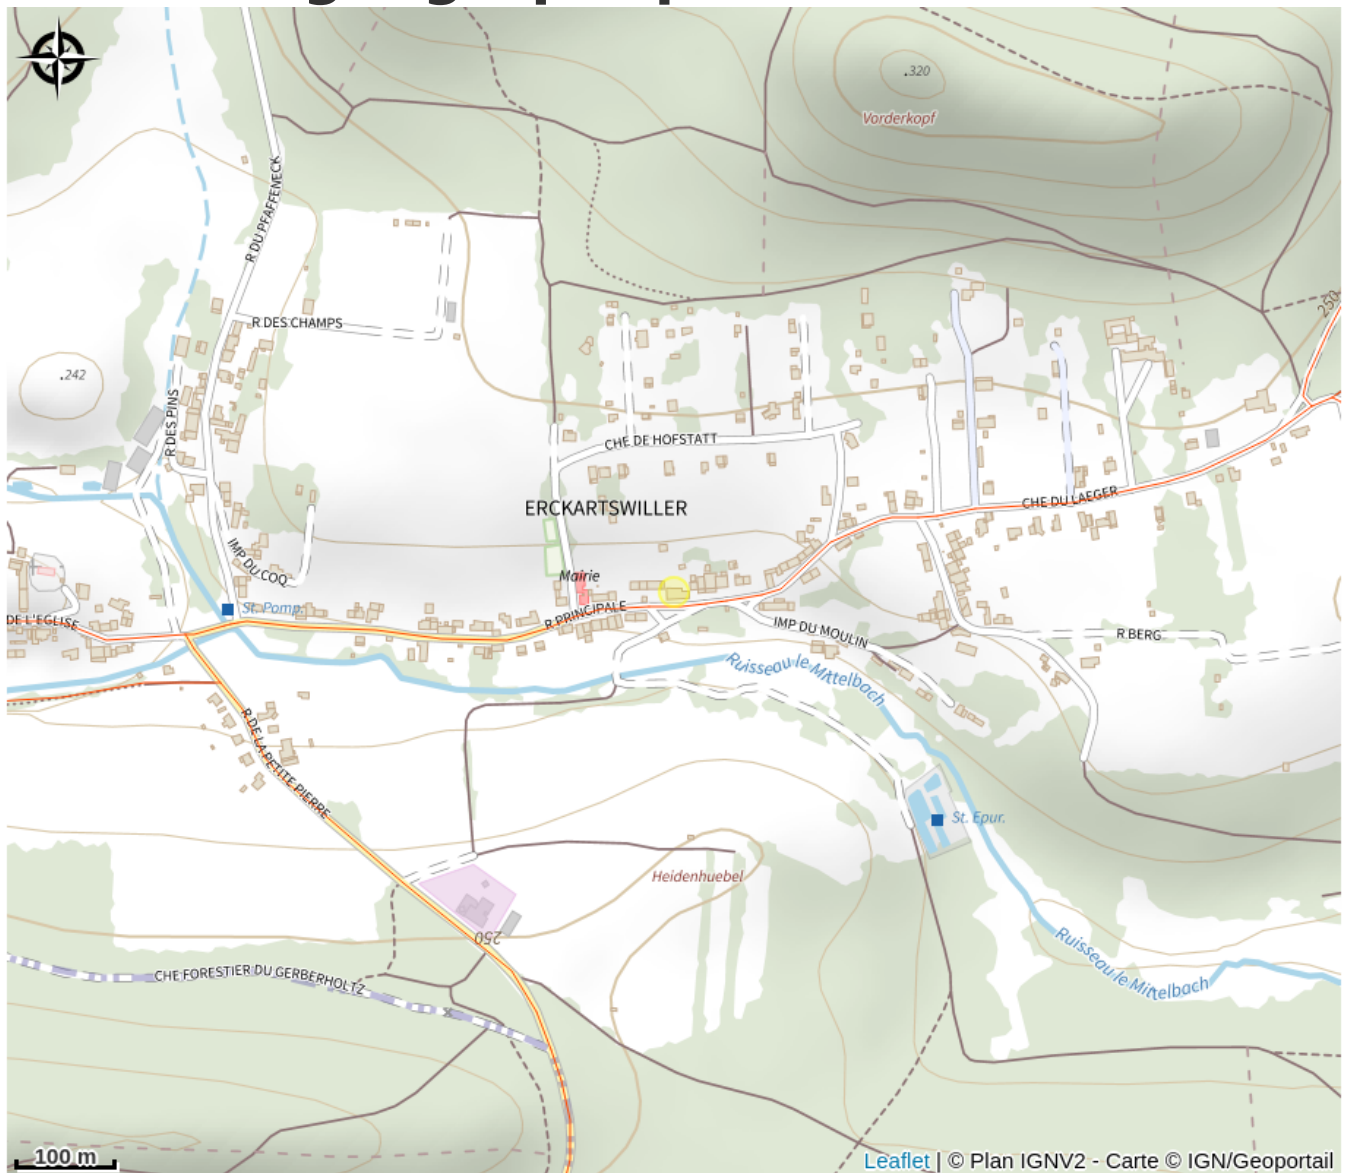 .320
Vorderkopf
R DU PFAFFENECK
250
R DES CHAMPS
.242
R DES PINS
CHE DE HOFSTATT
CHE DU LAEGER
ERCKARTSWILLER
IMP DU COQ
Mairie
St. Pomp.
R PRINCIPALE
DE L'EGLISE
IMP DU MOULIN
R BERG
Ruisseau le Mittelbach
R DE LA PETITE PIERRE
St. Epur.
Heidenhuebel
250
Ruisseau le Mittelbach
CHE FORESTIER DU GERBERHOLTZ
100 m
Leaflet | © Plan IGNV2 - Carte © IGN/Geoportail